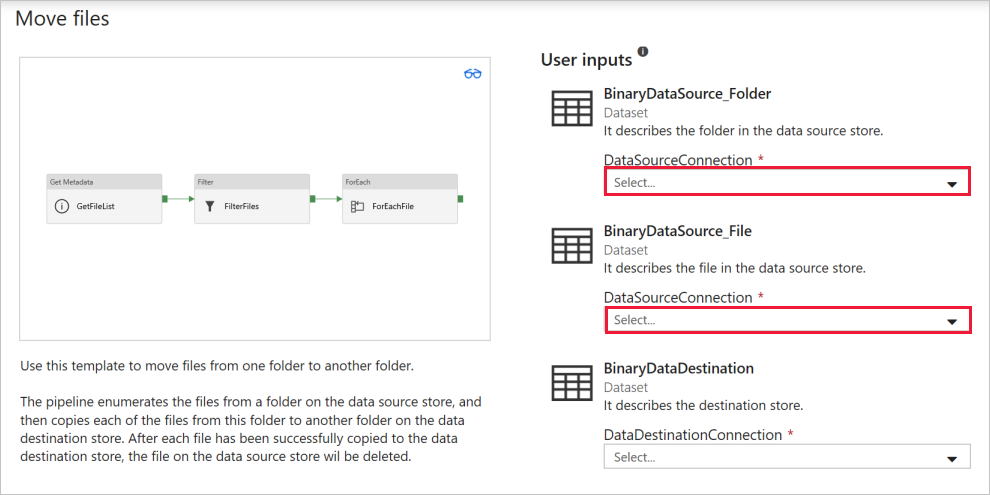 Move files
Get Metadata
GetFileList
Filter
FilterFiles
ForEach
ForEachFile
Use this template to move files from one folder to another folder.
The pipeline enumerates the files from a folder on the data source store, and
then copies each of the files from this folder to another folder on the data
destination store. After each file has been successfully copied to the data
destination store, the file on the data source store wil be deleted.
User inputs
BinaryDataSource_Folder
Dataset
It describes the folder in the data source store.
DataSourceConnection *
Select...
BinaryDataSource_File
Dataset
It describes the file in the data source store.
DataSourceConnection *
Select...
BinaryDataDestination
Dataset
It describes the destination store.
DataDestinationConnection *
Select...